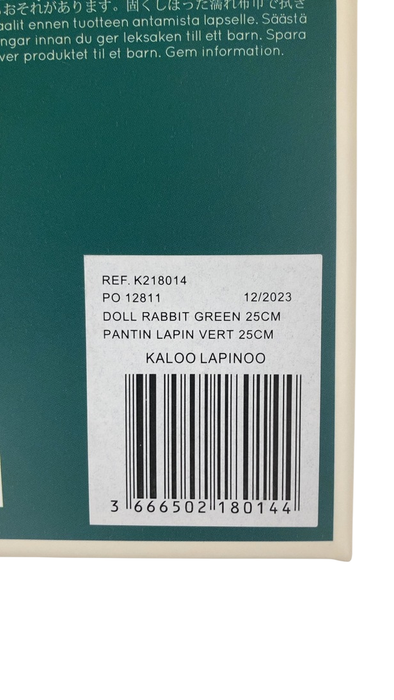 おそれがあります。固くしぼった濡れ布巾で拭き
aalit ennen tuotteen antamista lapselle. Säästä
ngar innan du ger leksaken till ett barn. Spara
ver produktet til et barn. Gem information.
REF. K218014
PO 12811 12/2023
DOLL RABBIT GREEN 25CM
PANTIN LAPIN VERT 25CM
KALOO LAPINOO
3 666502 180144